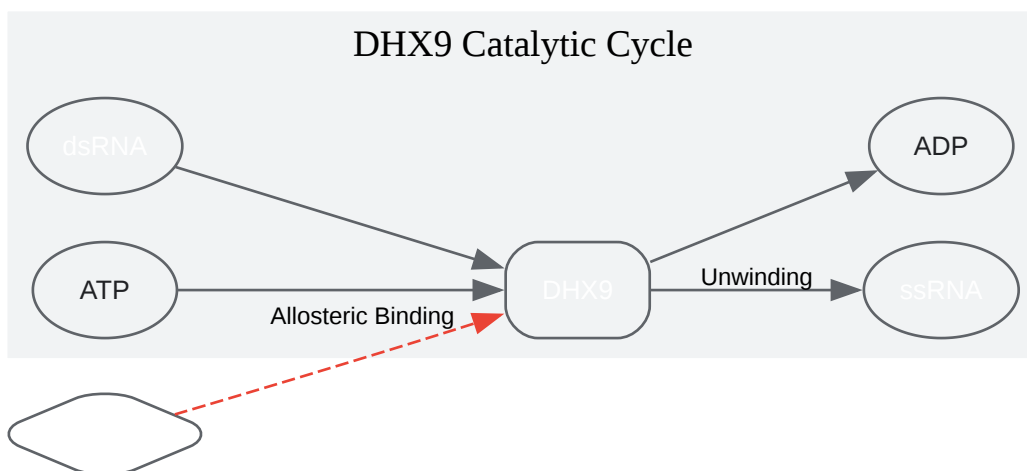 DHX9 Catalytic Cycle
dsRNA
ADP
ATP
DHX9
Unwinding
ssRNA
Allosteric Binding